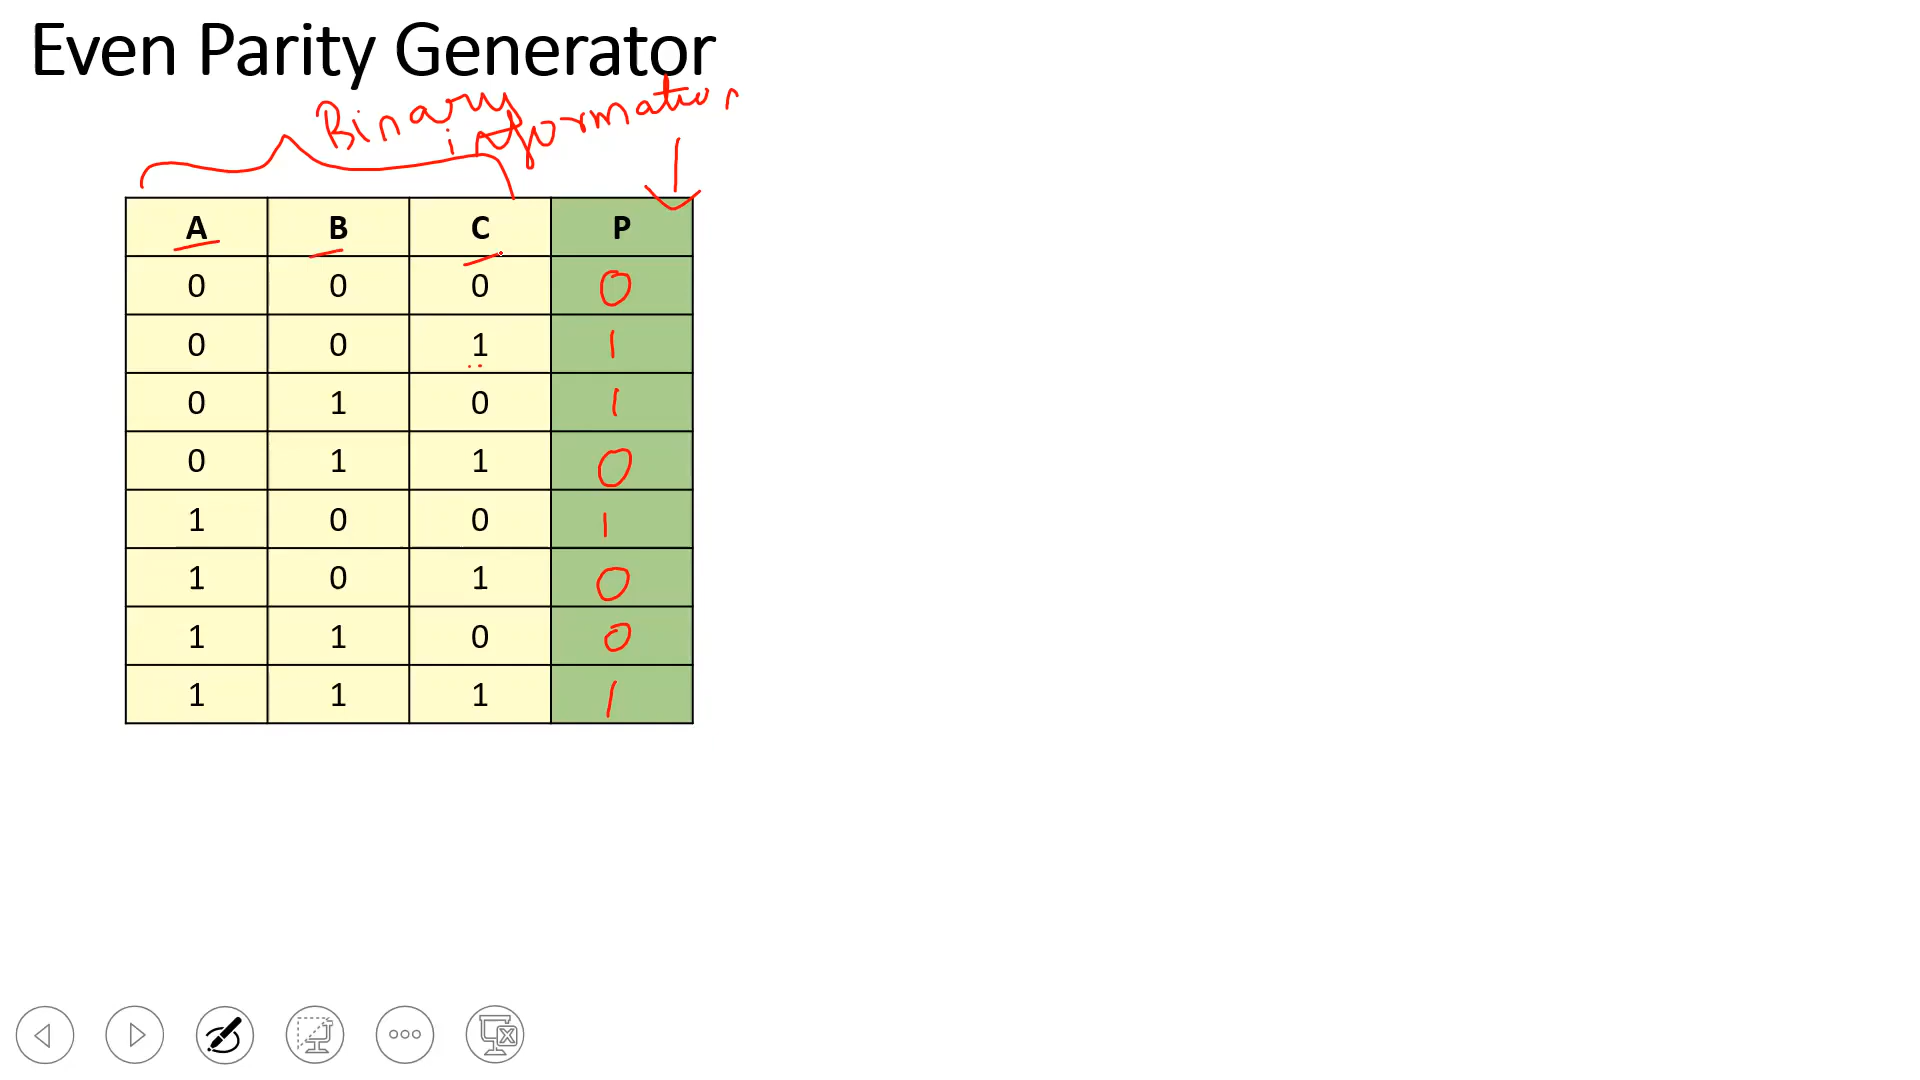 Even Parity Generator
Binary
information
A B C P
0 0 0 0
0 0 1 1
0 1 0 1
0 1 1 0
1 0 0 1
1 0 1 0
1 1 0 0
1 1 1 1